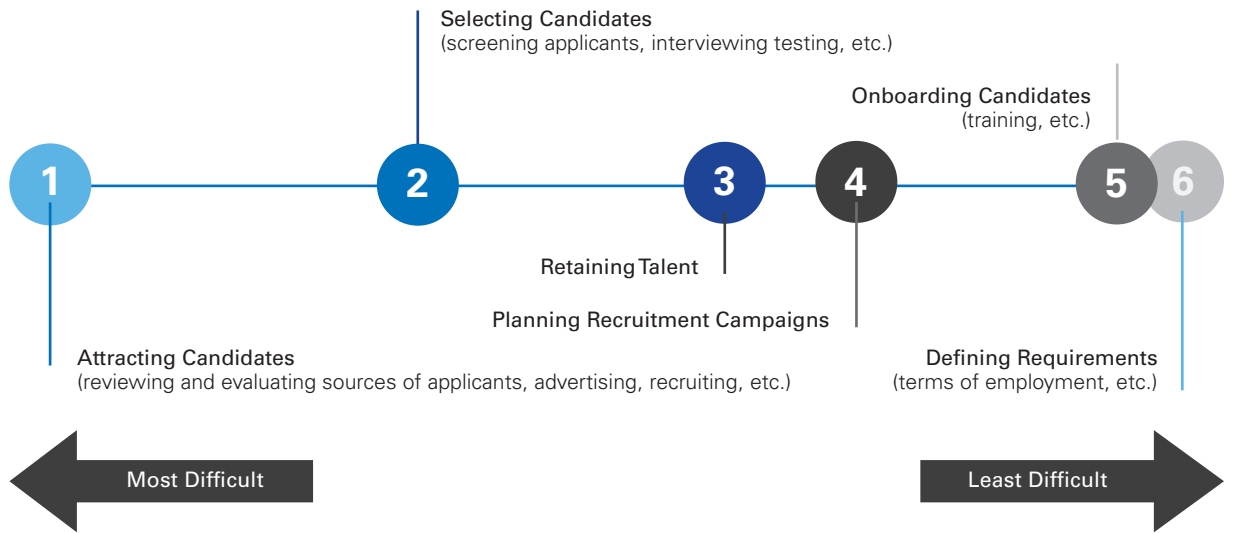 Selecting Candidates
(screening applicants, interviewing testing, etc.)
Onboarding Candidates
(training, etc.)
1
2
3
4
5
6
Retaining Talent
Planning Recruitment Campaigns
Attracting Candidates
(reviewing and evaluating sources of applicants, advertising, recruiting, etc.)
Defining Requirements
(terms of employment, etc.)
Most Difficult
Least Difficult